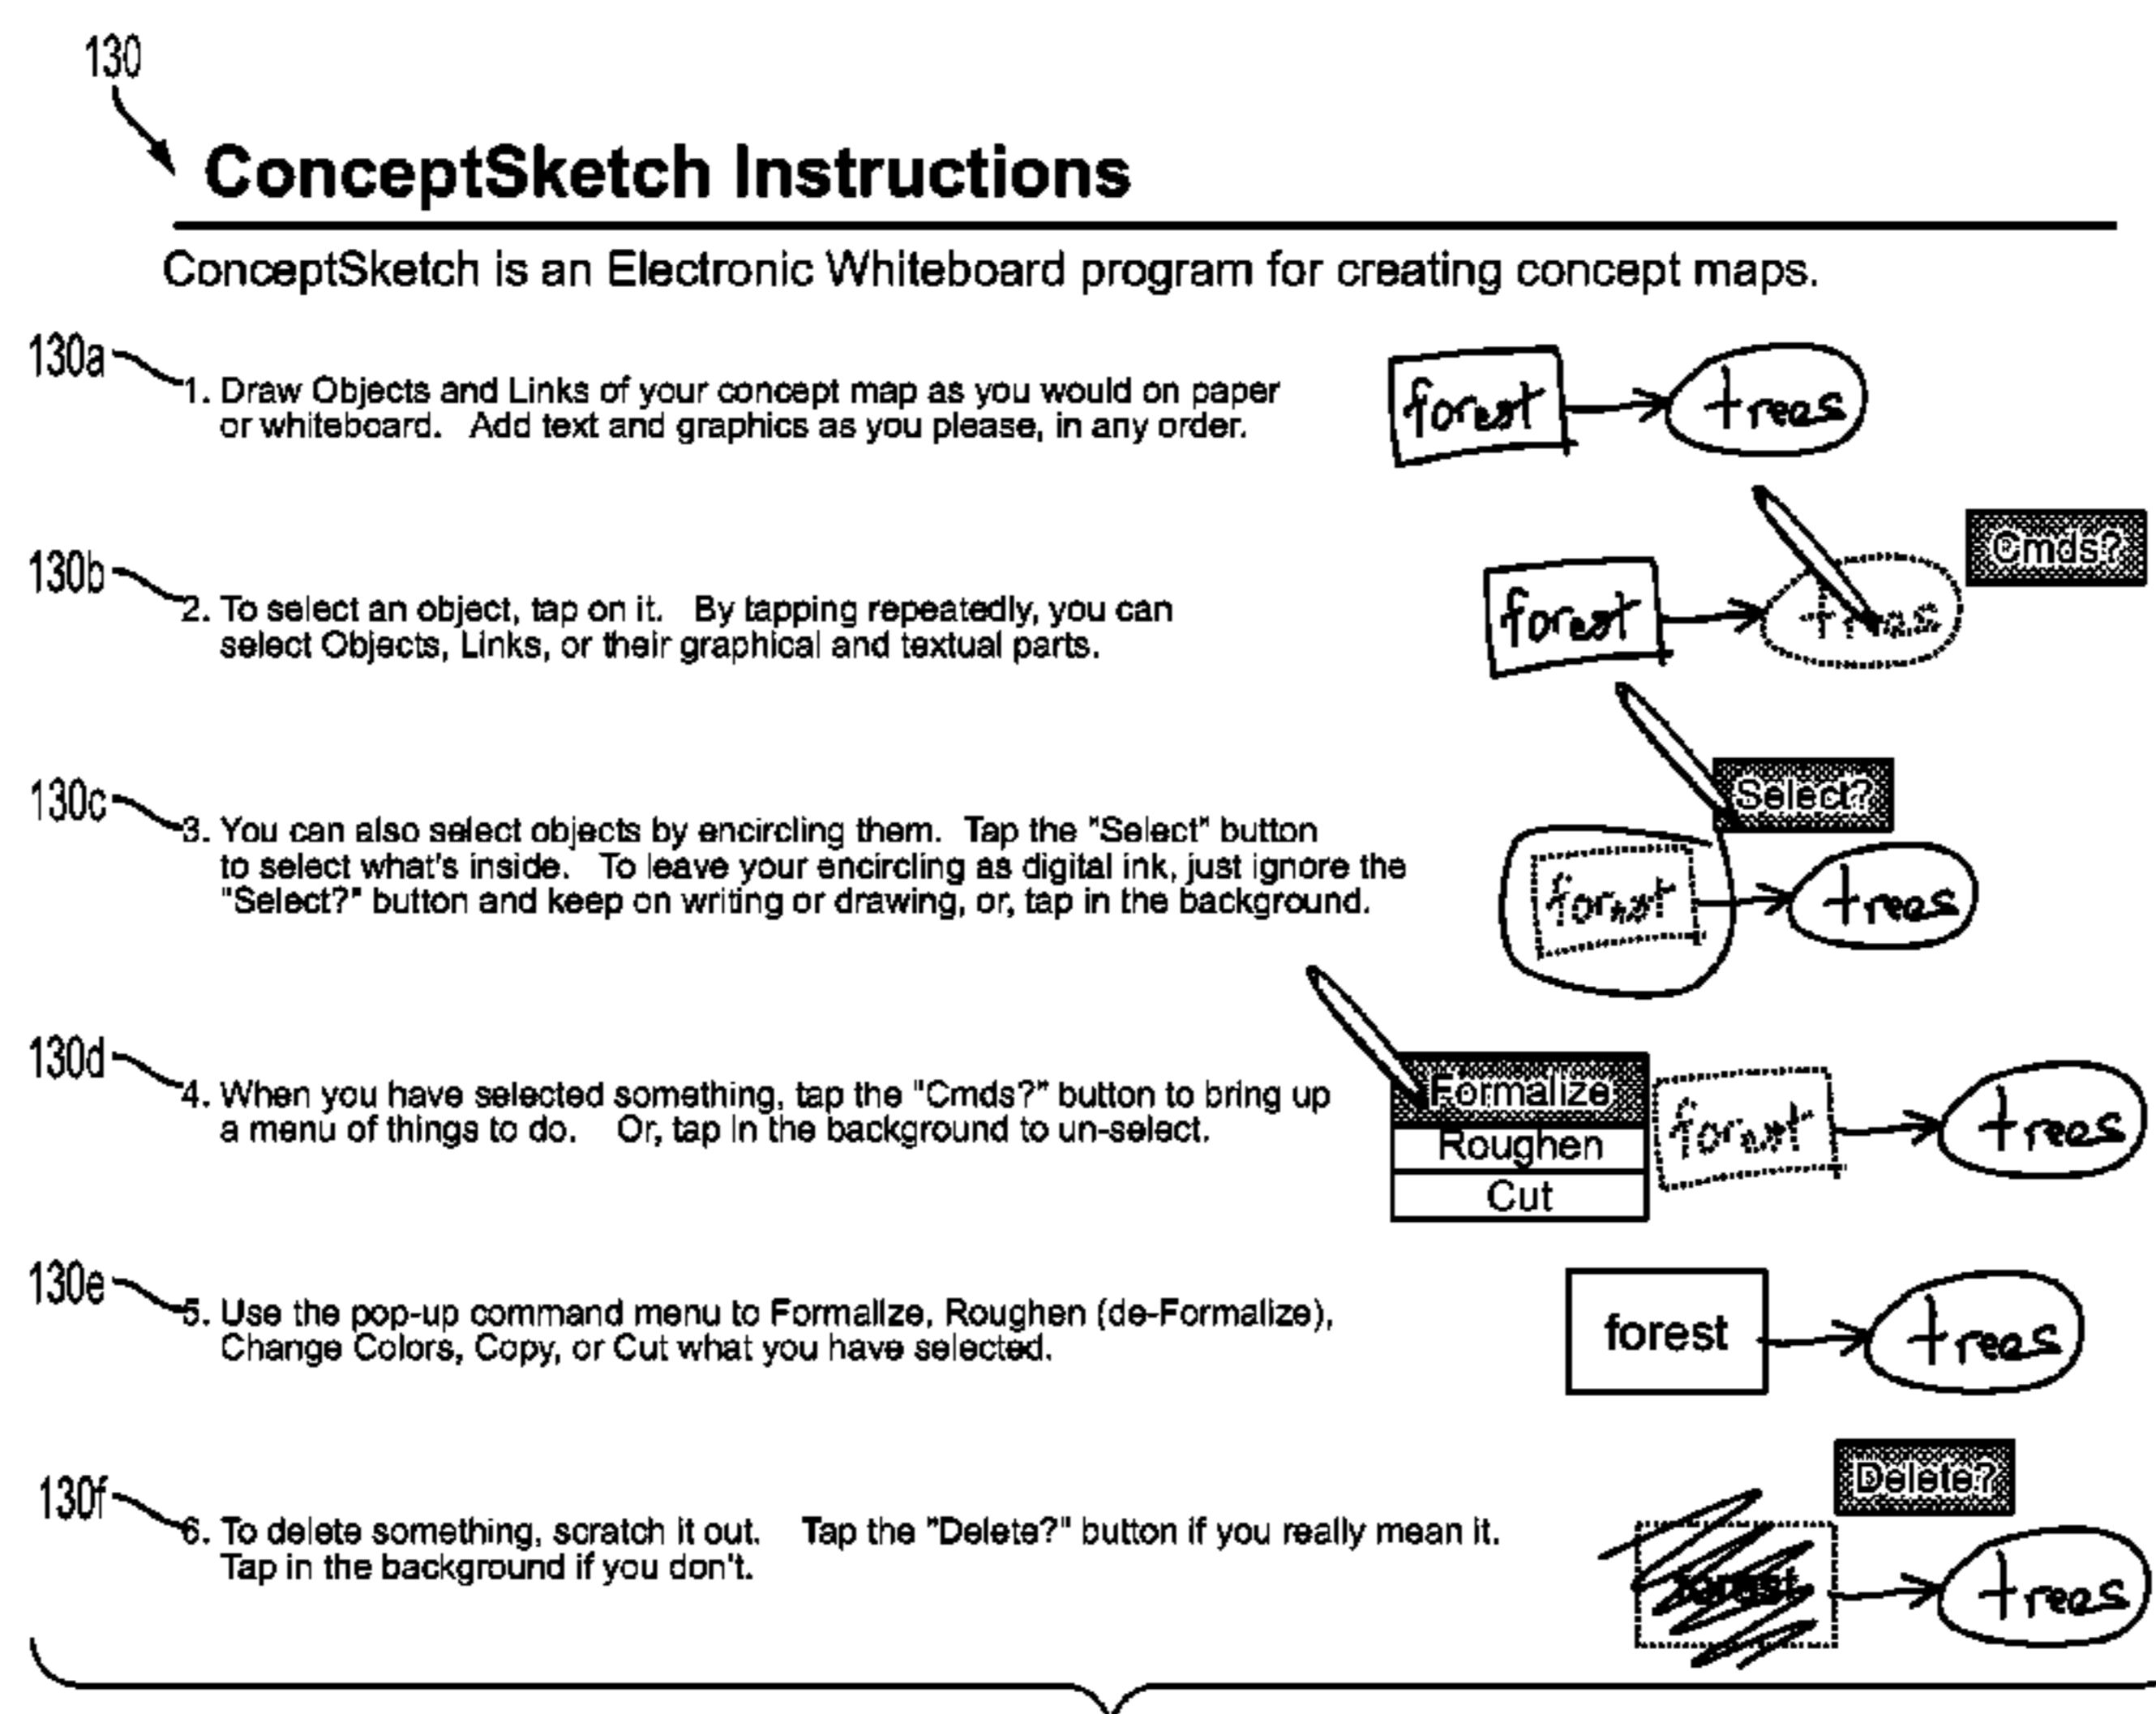 130
ConceptSketch Instructions
ConceptSketch is an Electronic Whiteboard program for creating concept maps.
130a
1. Draw Objects and Links of your concept map as you would on paper
or whiteboard. Add text and graphics as you please, in any order.
forest trees
130b
2. To select an object, tap on it. By tapping repeatedly, you can
select Objects, Links, or their graphical and textual parts.
Cmds?
forest trees
130c
3. You can also select objects by encircling them. Tap the "Select" button
to select what's inside. To leave your encircling as digital ink, just ignore the
"Select?" button and keep on writing or drawing, or, tap in the background.
Select?
forest trees
130d
4. When you have selected something, tap the "Cmds?" button to bring up
a menu of things to do. Or, tap in the background to un-select.
Formalize
Roughen
Cut
forest trees
130e
5. Use the pop-up command menu to Formalize, Roughen (de-Formalize),
Change Colors, Copy, or Cut what you have selected.
forest trees
130f
6. To delete something, scratch it out. Tap the "Delete?" button if you really mean it.
Tap in the background if you don't.
Delete?
forest trees